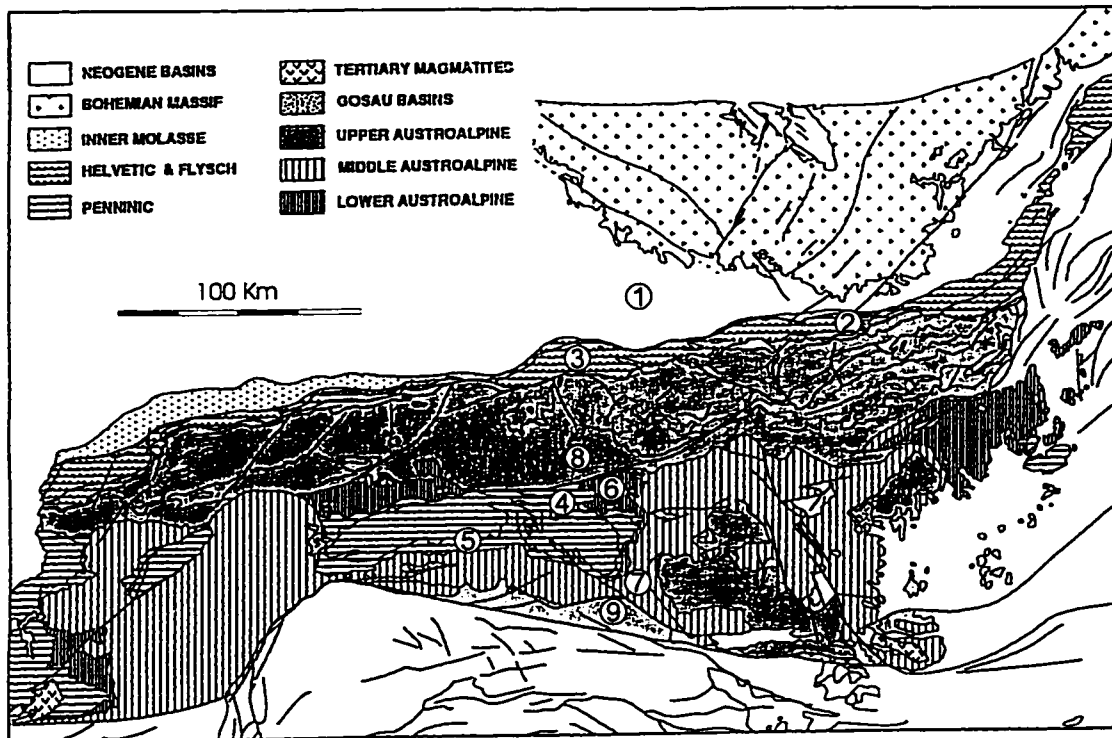 NEOGENE BASINS
BOHEMIAN MASSIF
INNER MOLASSE
HELVETIC & FLYSCH
PENNINIC
TERTIARY MAGMATITES
GOSAU BASINS
UPPER AUSTROALPINE
MIDDLE AUSTROALPINE
LOWER AUSTROALPINE
100 Km
1
2
3
8
6
4
5
7
9